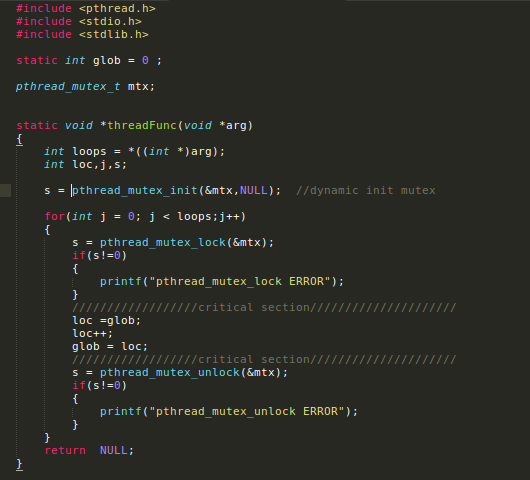 #include <pthread.h>
#include <stdio.h>
#include <stdlib.h>

static int glob = 0 ;

pthread_mutex_t mtx;


static void *threadFunc(void *arg)
{
    int loops = *((int *)arg);
    int loc,j,s;

    s = pthread_mutex_init(&mtx,NULL);  //dynamic init mutex

    for(int j = 0; j < loops;j++)
    {
        s = pthread_mutex_lock(&mtx);
        if(s!=0)
        {
            printf("pthread_mutex_lock ERROR");
        }
        //////////////////critical section/////////////////////
        loc =glob;
        loc++;
        glob = loc;
        //////////////////critical section/////////////////////
        s = pthread_mutex_unlock(&mtx);
        if(s!=0)
        {
            printf("pthread_mutex_unlock ERROR");
        }
    }
    return  NULL;
}